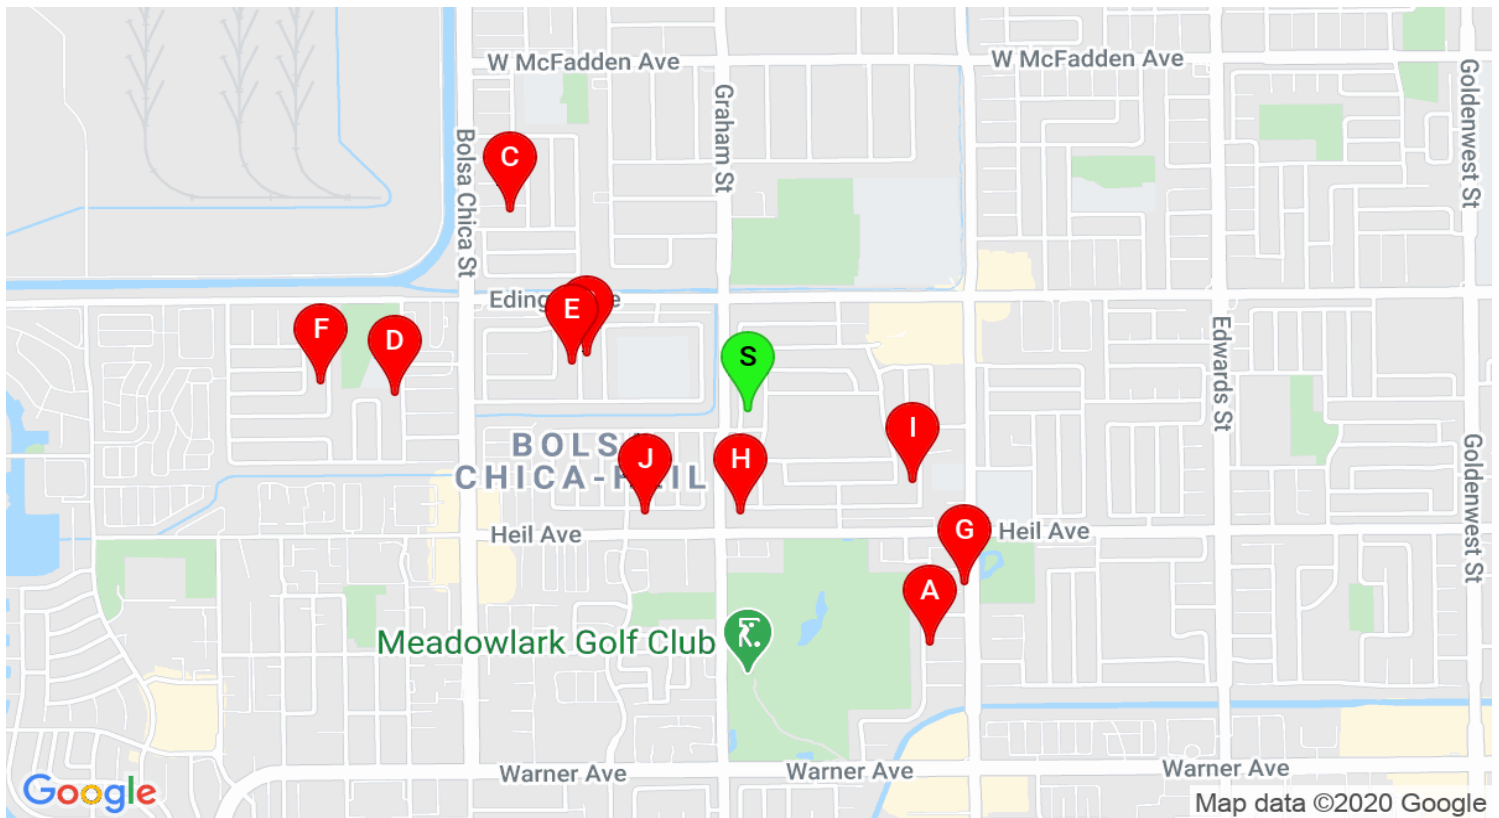 W McFadden Ave
W McFadden Ave
Graham St
Goldenwest St
Bolsa Chica St
C
E
F
D
S
Edwards St
I
BOLS
CHICA-
IL
J
H
Goldenwest St
Heil Ave
G
Heil Ave
A
Meadowlark Golf Club
Warner Ave
Warner Ave
Warner Ave
Google
Map data ©2020 Google